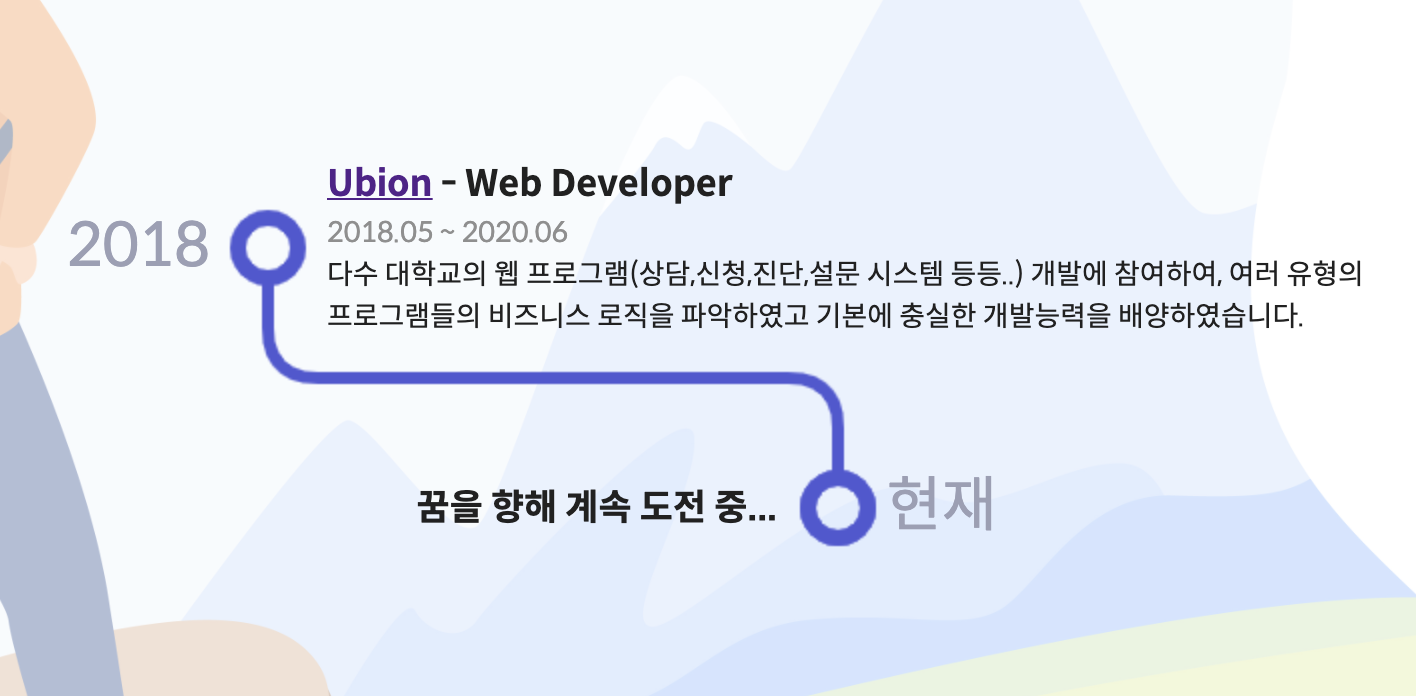 Ubion - Web Developer
2018
2018.05 ~ 2020.06
다수 대학교의 웹 프로그램(상담,신청,진단,설문 시스템 등등..) 개발에 참여하여, 여러 유형의
프로그램들의 비즈니스 로직을 파악하였고 기본에 충실한 개발능력을 배양하였습니다.
꿈을 향해 계속 도전 중...
현재